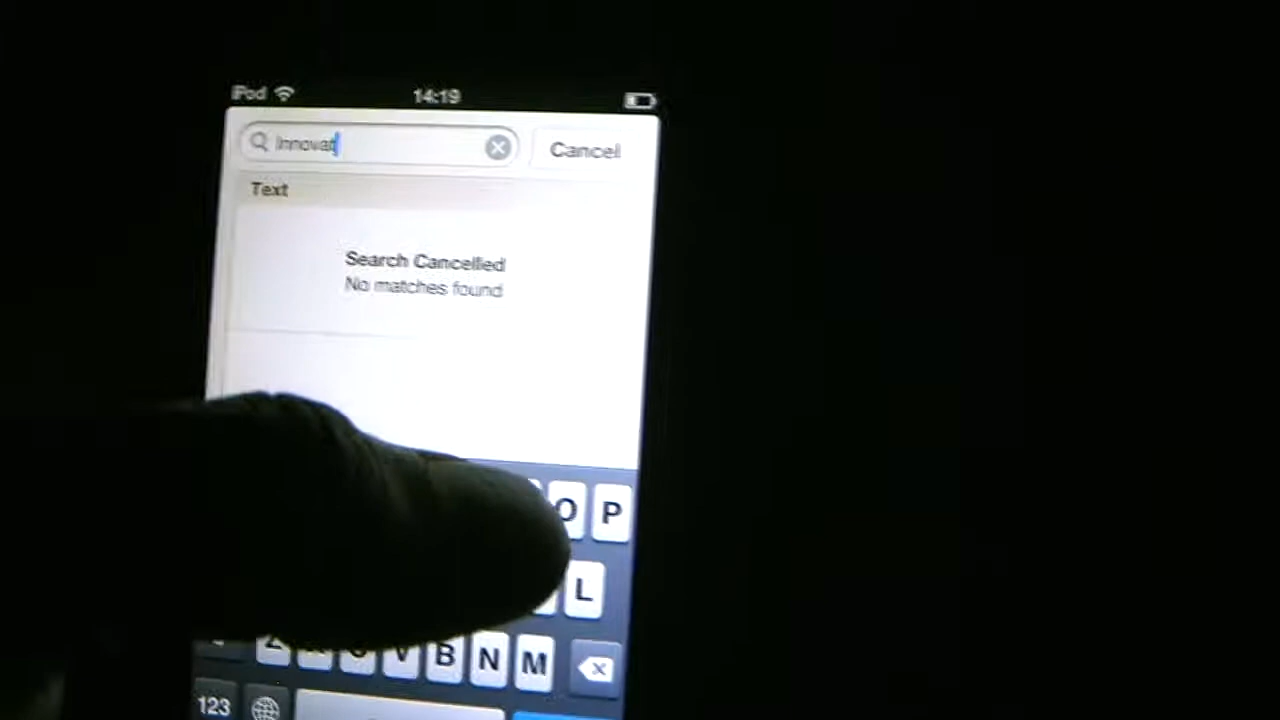 iPod 14:19
Innovat
Cancel
Text
Search Cancelled
No matches found
O P
L
Z X C V B N M
123